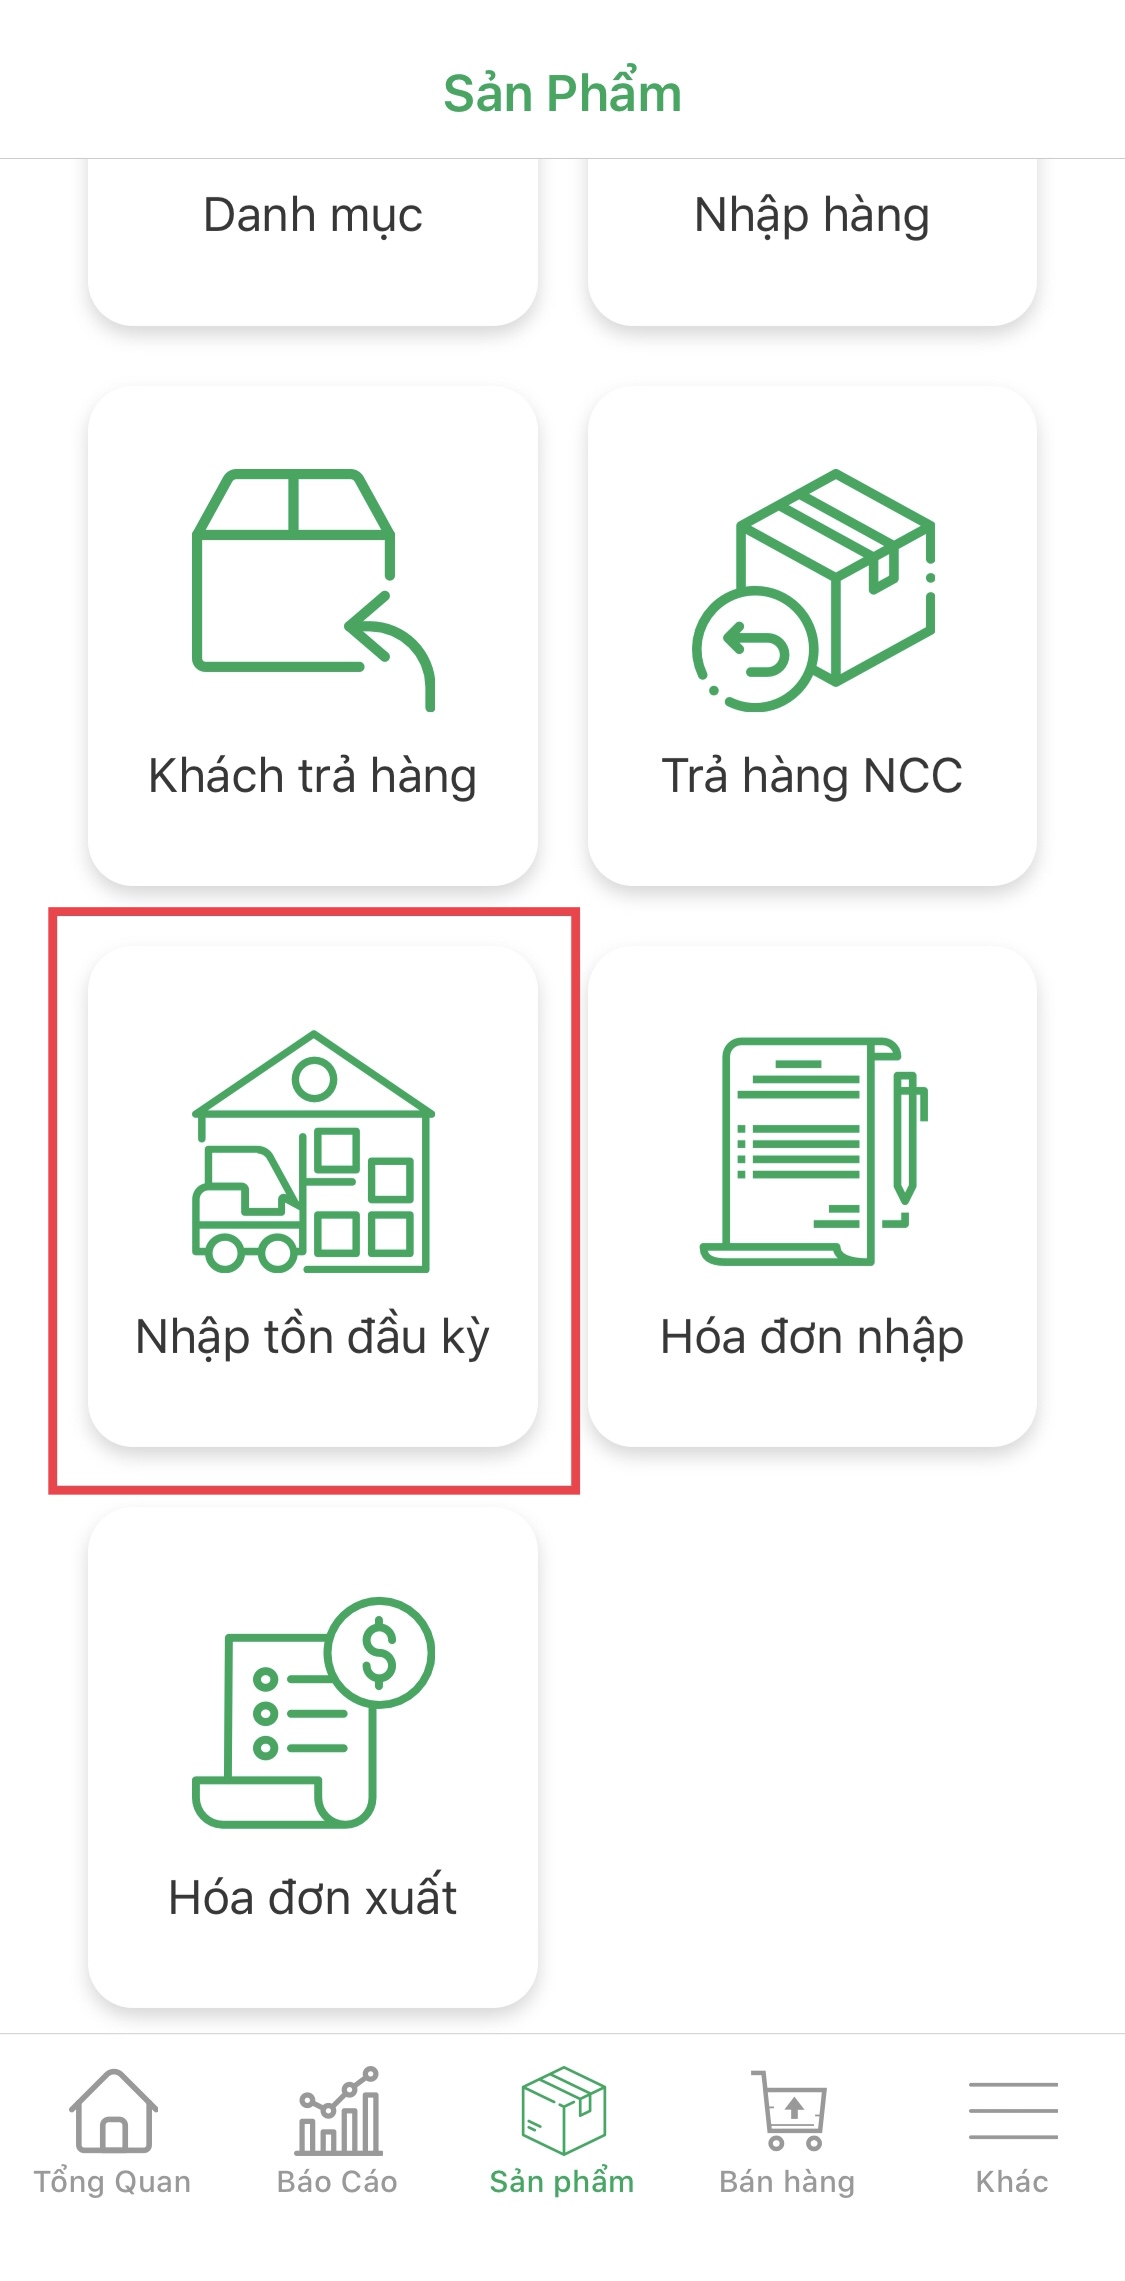 Sản Phẩm
Danh mục
Nhập hàng
Khách trả hàng
Trả hàng NCC
Nhập tồn đầu kỳ
Hóa đơn nhập
$
Hóa đơn xuất
Tổng Quan
Báo Cáo
Sản phẩm
Bán hàng
Khác